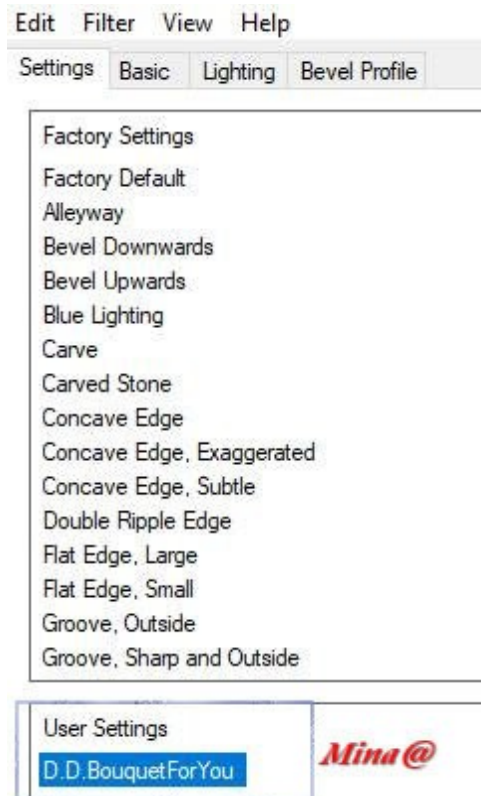 Edit Filter View Help
Settings Basic Lighting Bevel Profile
Factory Settings
Factory Default
Alleyway
Bevel Downwards
Bevel Upwards
Blue Lighting
Carve
Carved Stone
Concave Edge
Concave Edge, Exaggerated
Concave Edge, Subtle
Double Ripple Edge
Flat Edge, Large
Flat Edge, Small
Groove, Outside
Groove, Sharp and Outside
User Settings
D.D.BouquetForYou
Mina@